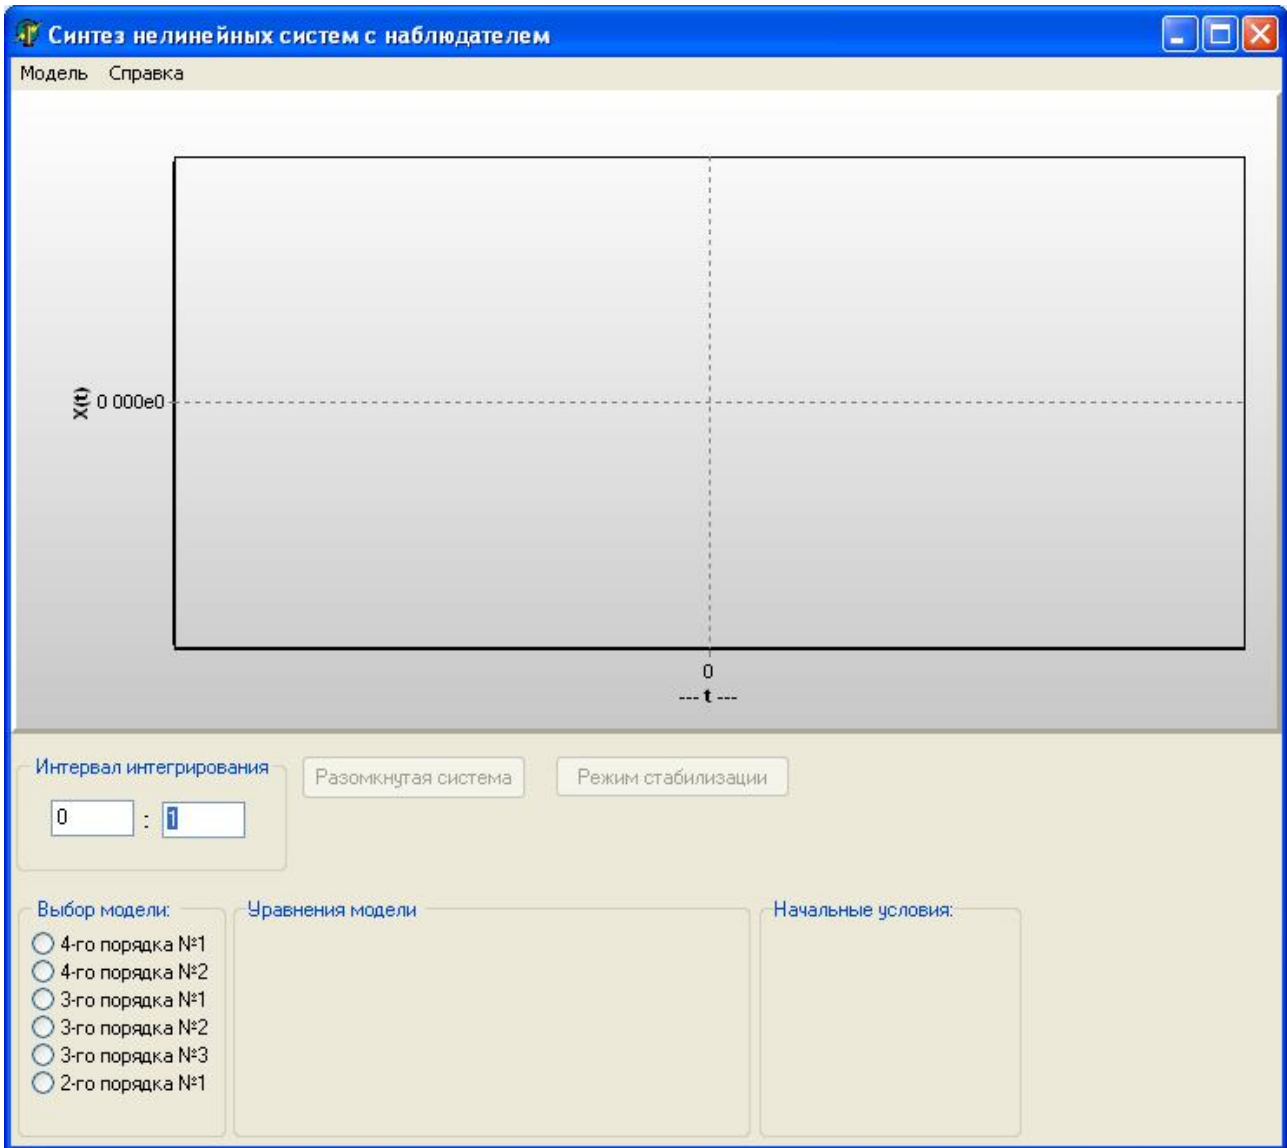 Синтез нелинейных систем с наблюдателем
Модель Справка
X(t)
0 000e0
0
--- t ---
Интервал интегрирования
0 : 1
Разомкнутая система
Режим стабилизации
Выбор модели:
4-го порядка №1
4-го порядка №2
3-го порядка №1
3-го порядка №2
3-го порядка №3
2-го порядка №1
Уравнения модели
Начальные условия: